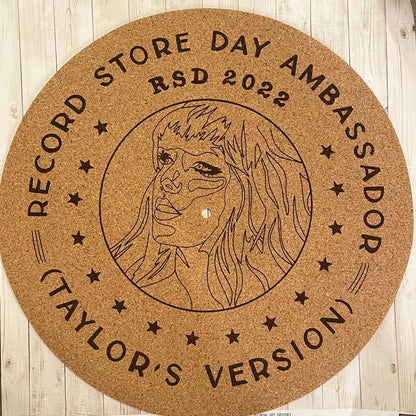 RECORD STORE DAY AMBASSADOR
RSD 2022
(TAYLOR'S VERSION)